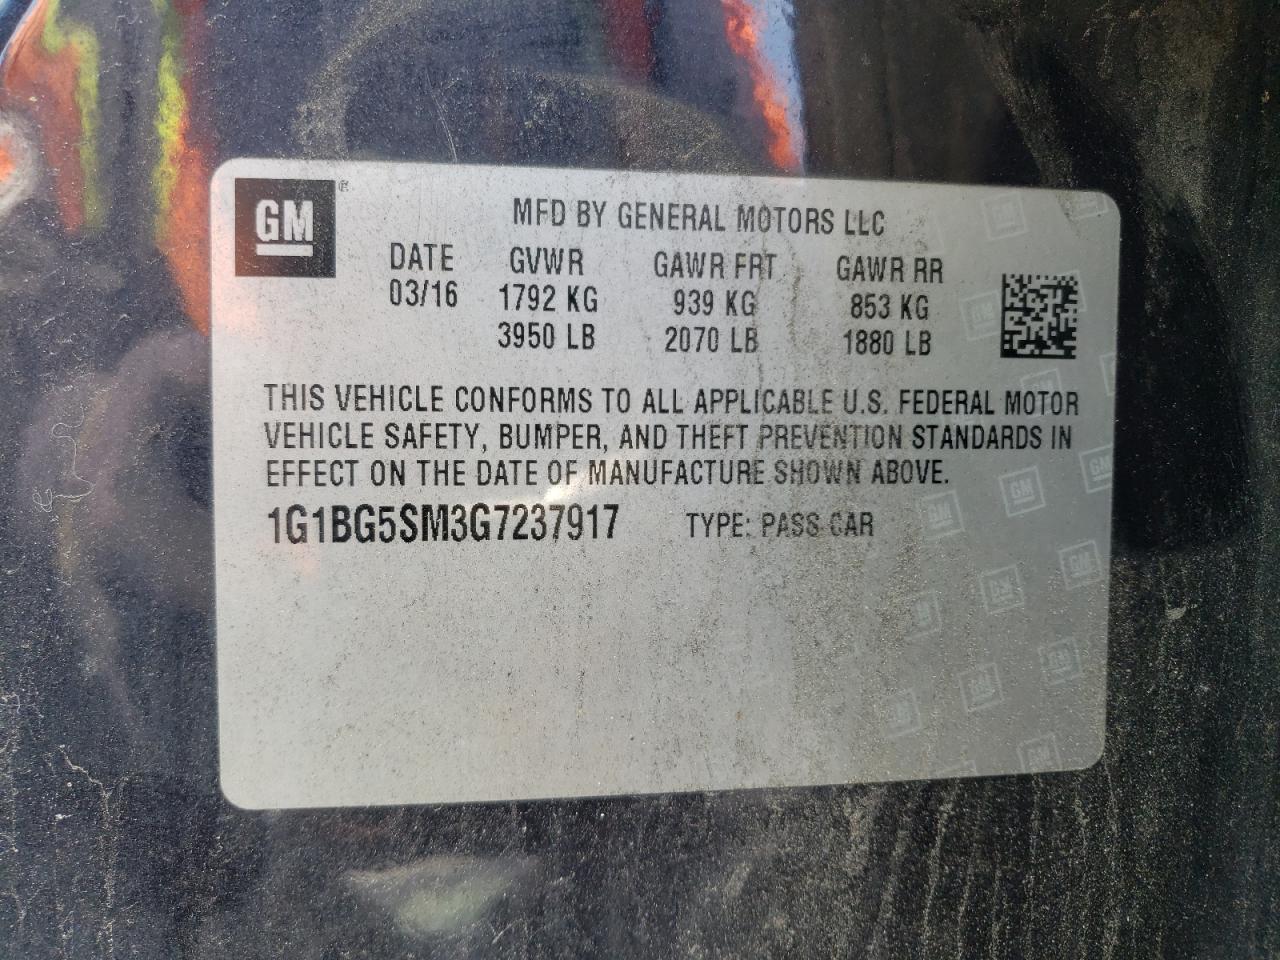 GM ®
MFD BY GENERAL MOTORS LLC
DATE GVWR GAWR FRT GAWR RR
03/16 1792 KG 939 KG 853 KG
3950 LB 2070 LB 1880 LB
THIS VEHICLE CONFORMS TO ALL APPLICABLE U.S. FEDERAL MOTOR
VEHICLE SAFETY, BUMPER, AND THEFT PREVENTION STANDARDS IN
EFFECT ON THE DATE OF MANUFACTURE SHOWN ABOVE.
1G1BG5SM3G7237917 TYPE: PASS CAR